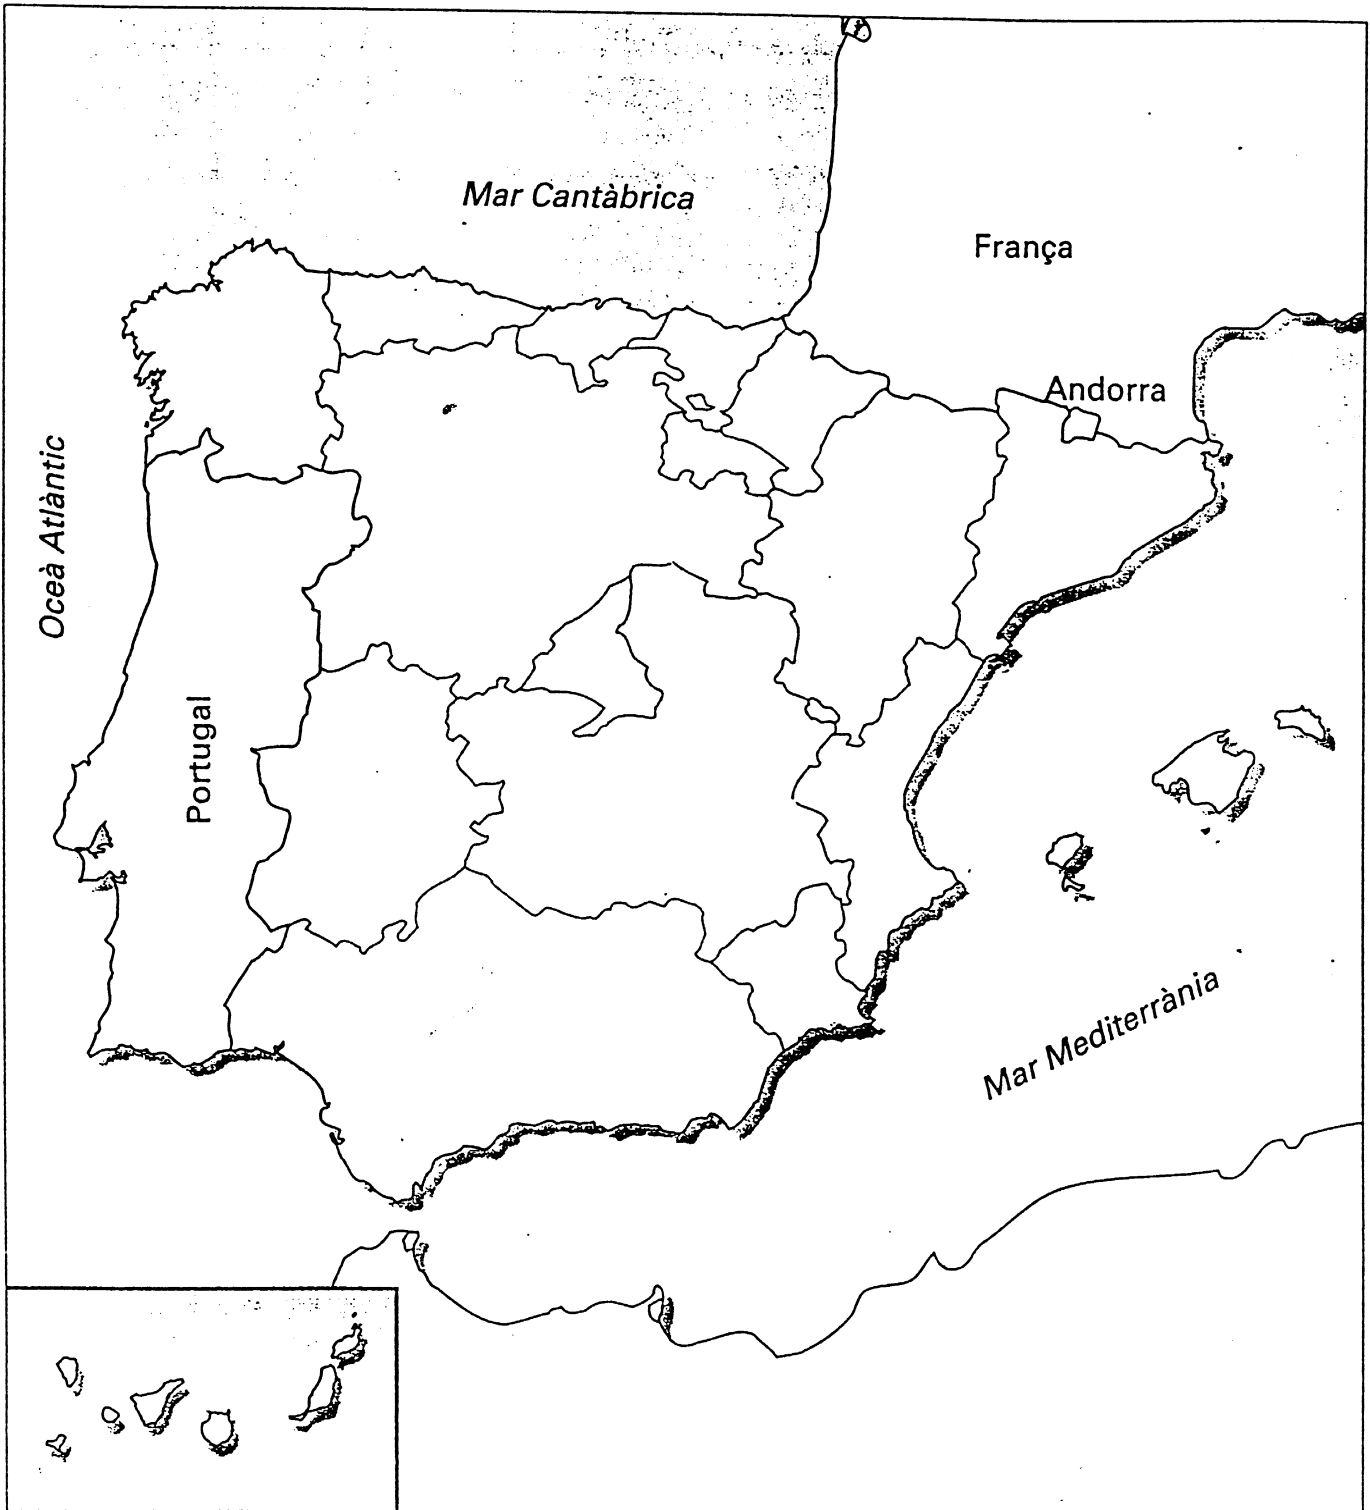 Mar Cantàbrica
França
Andorra
Oceà Atlàntic
Portugal
Mar Mediterrània